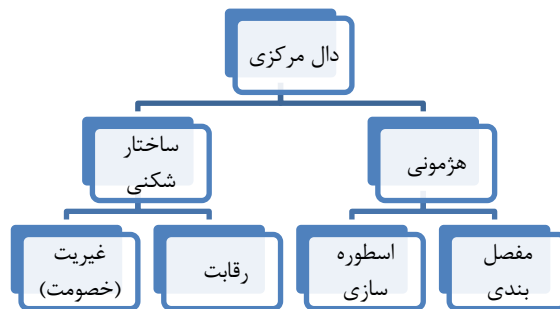 دال مرکزی
هژمونی
ساختار
شکنی
مفصل
بندی
اسطوره
سازی
رقابت
غیریت
(خصومت)